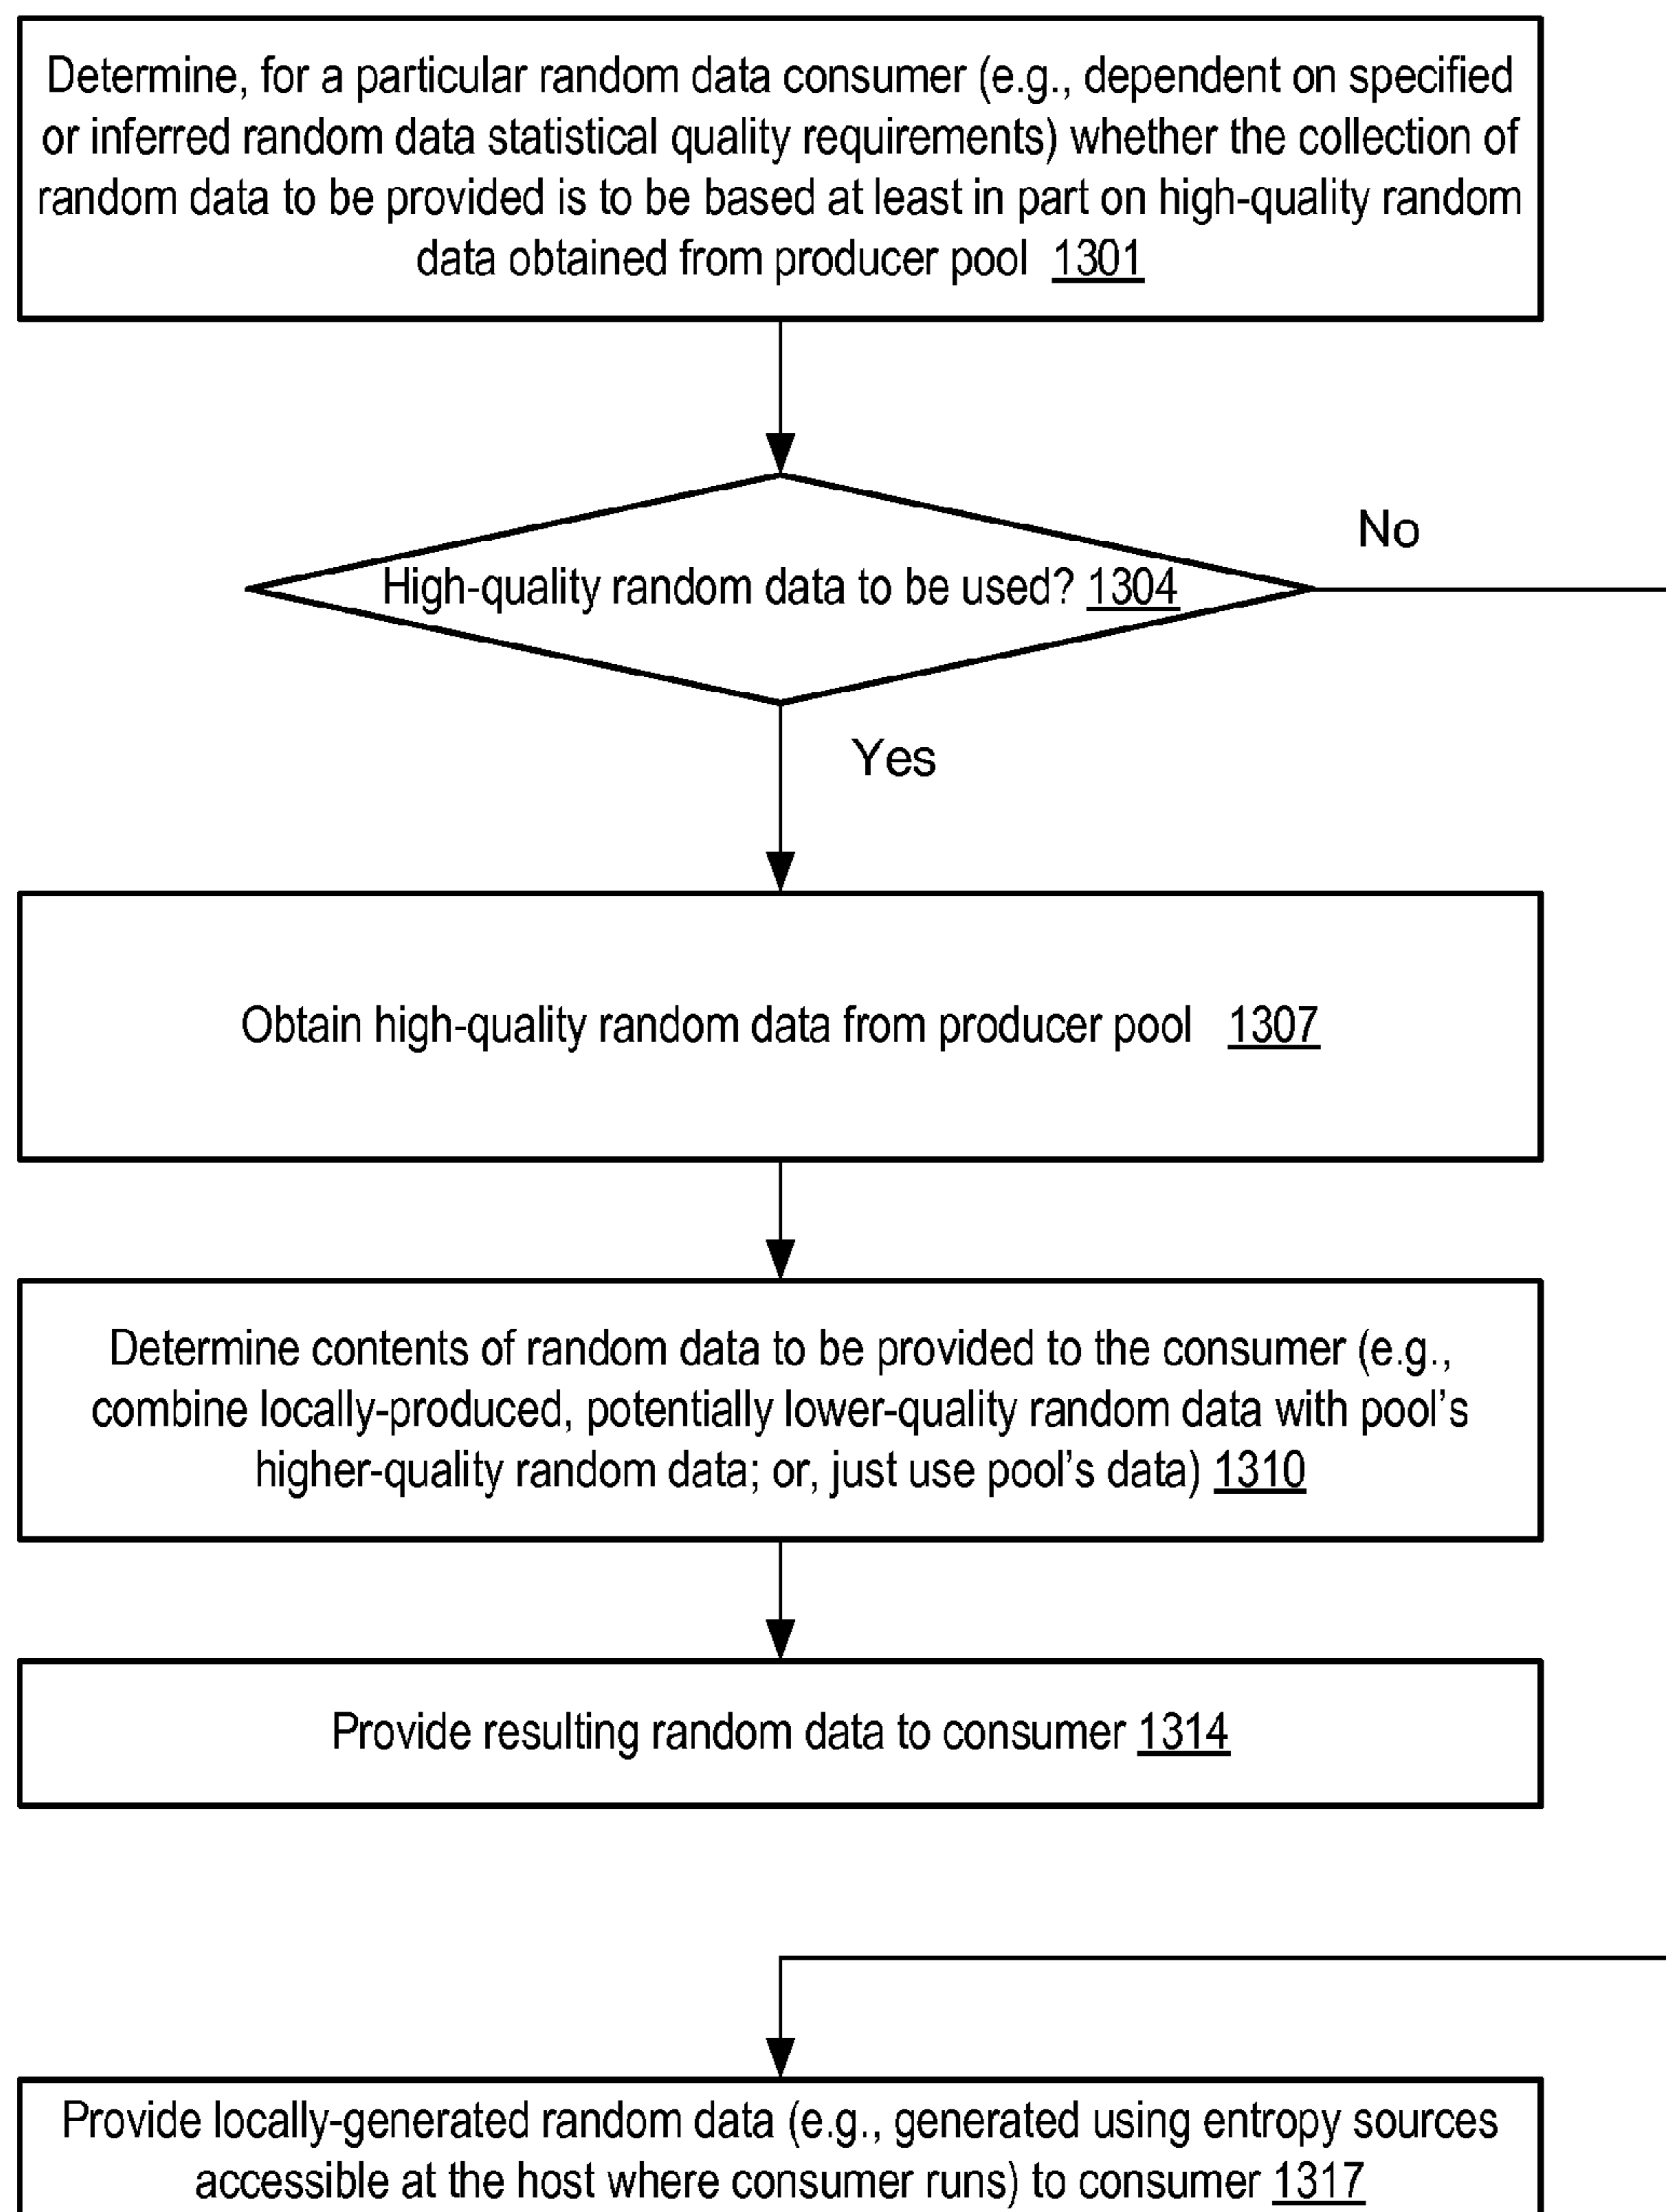 Determine, for a particular random data consumer (e.g., dependent on specified
or inferred random data statistical quality requirements) whether the collection of
random data to be provided is to be based at least in part on high-quality random
data obtained from producer pool 1301
No
High-quality random data to be used? 1304
Yes
Obtain high-quality random data from producer pool 1307
Determine contents of random data to be provided to the consumer (e.g.,
combine locally-produced, potentially lower-quality random data with pool's
higher-quality random data; or, just use pool's data) 1310
Provide resulting random data to consumer 1314
Provide locally-generated random data (e.g., generated using entropy sources
accessible at the host where consumer runs) to consumer 1317